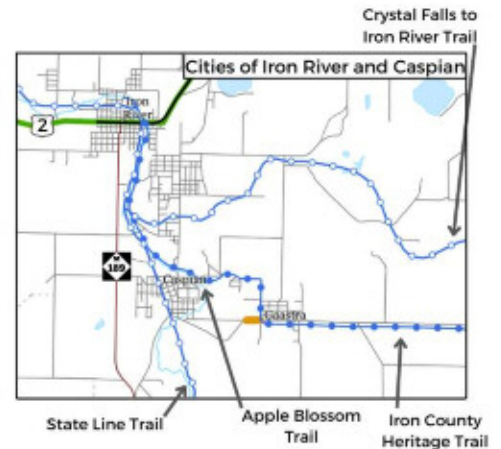 Crystal Falls to
Iron River Trail
Cities of Iron River and Caspian
Iron
River
2
M
189
Caspian
Gaastra
State Line Trail
Apple Blossom
Trail
Iron County
Heritage Trail